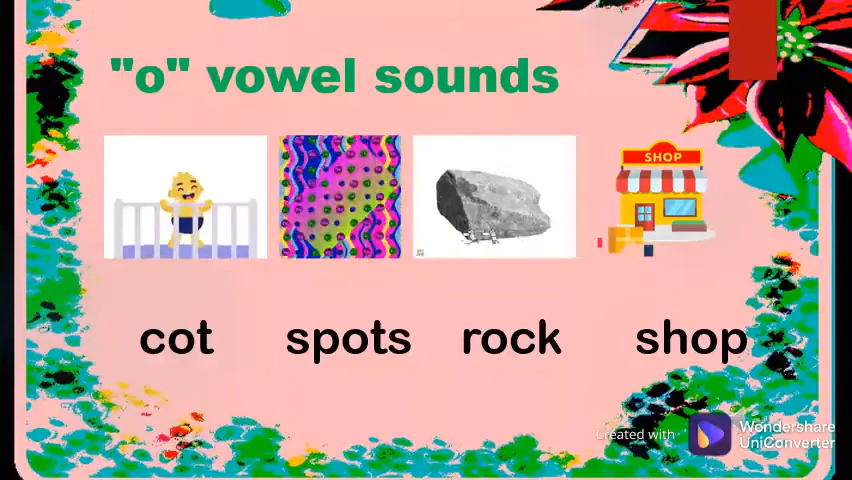 "o" vowel sounds
SHOP
cot spots rock shop
Created with Wondershare
UniConverter